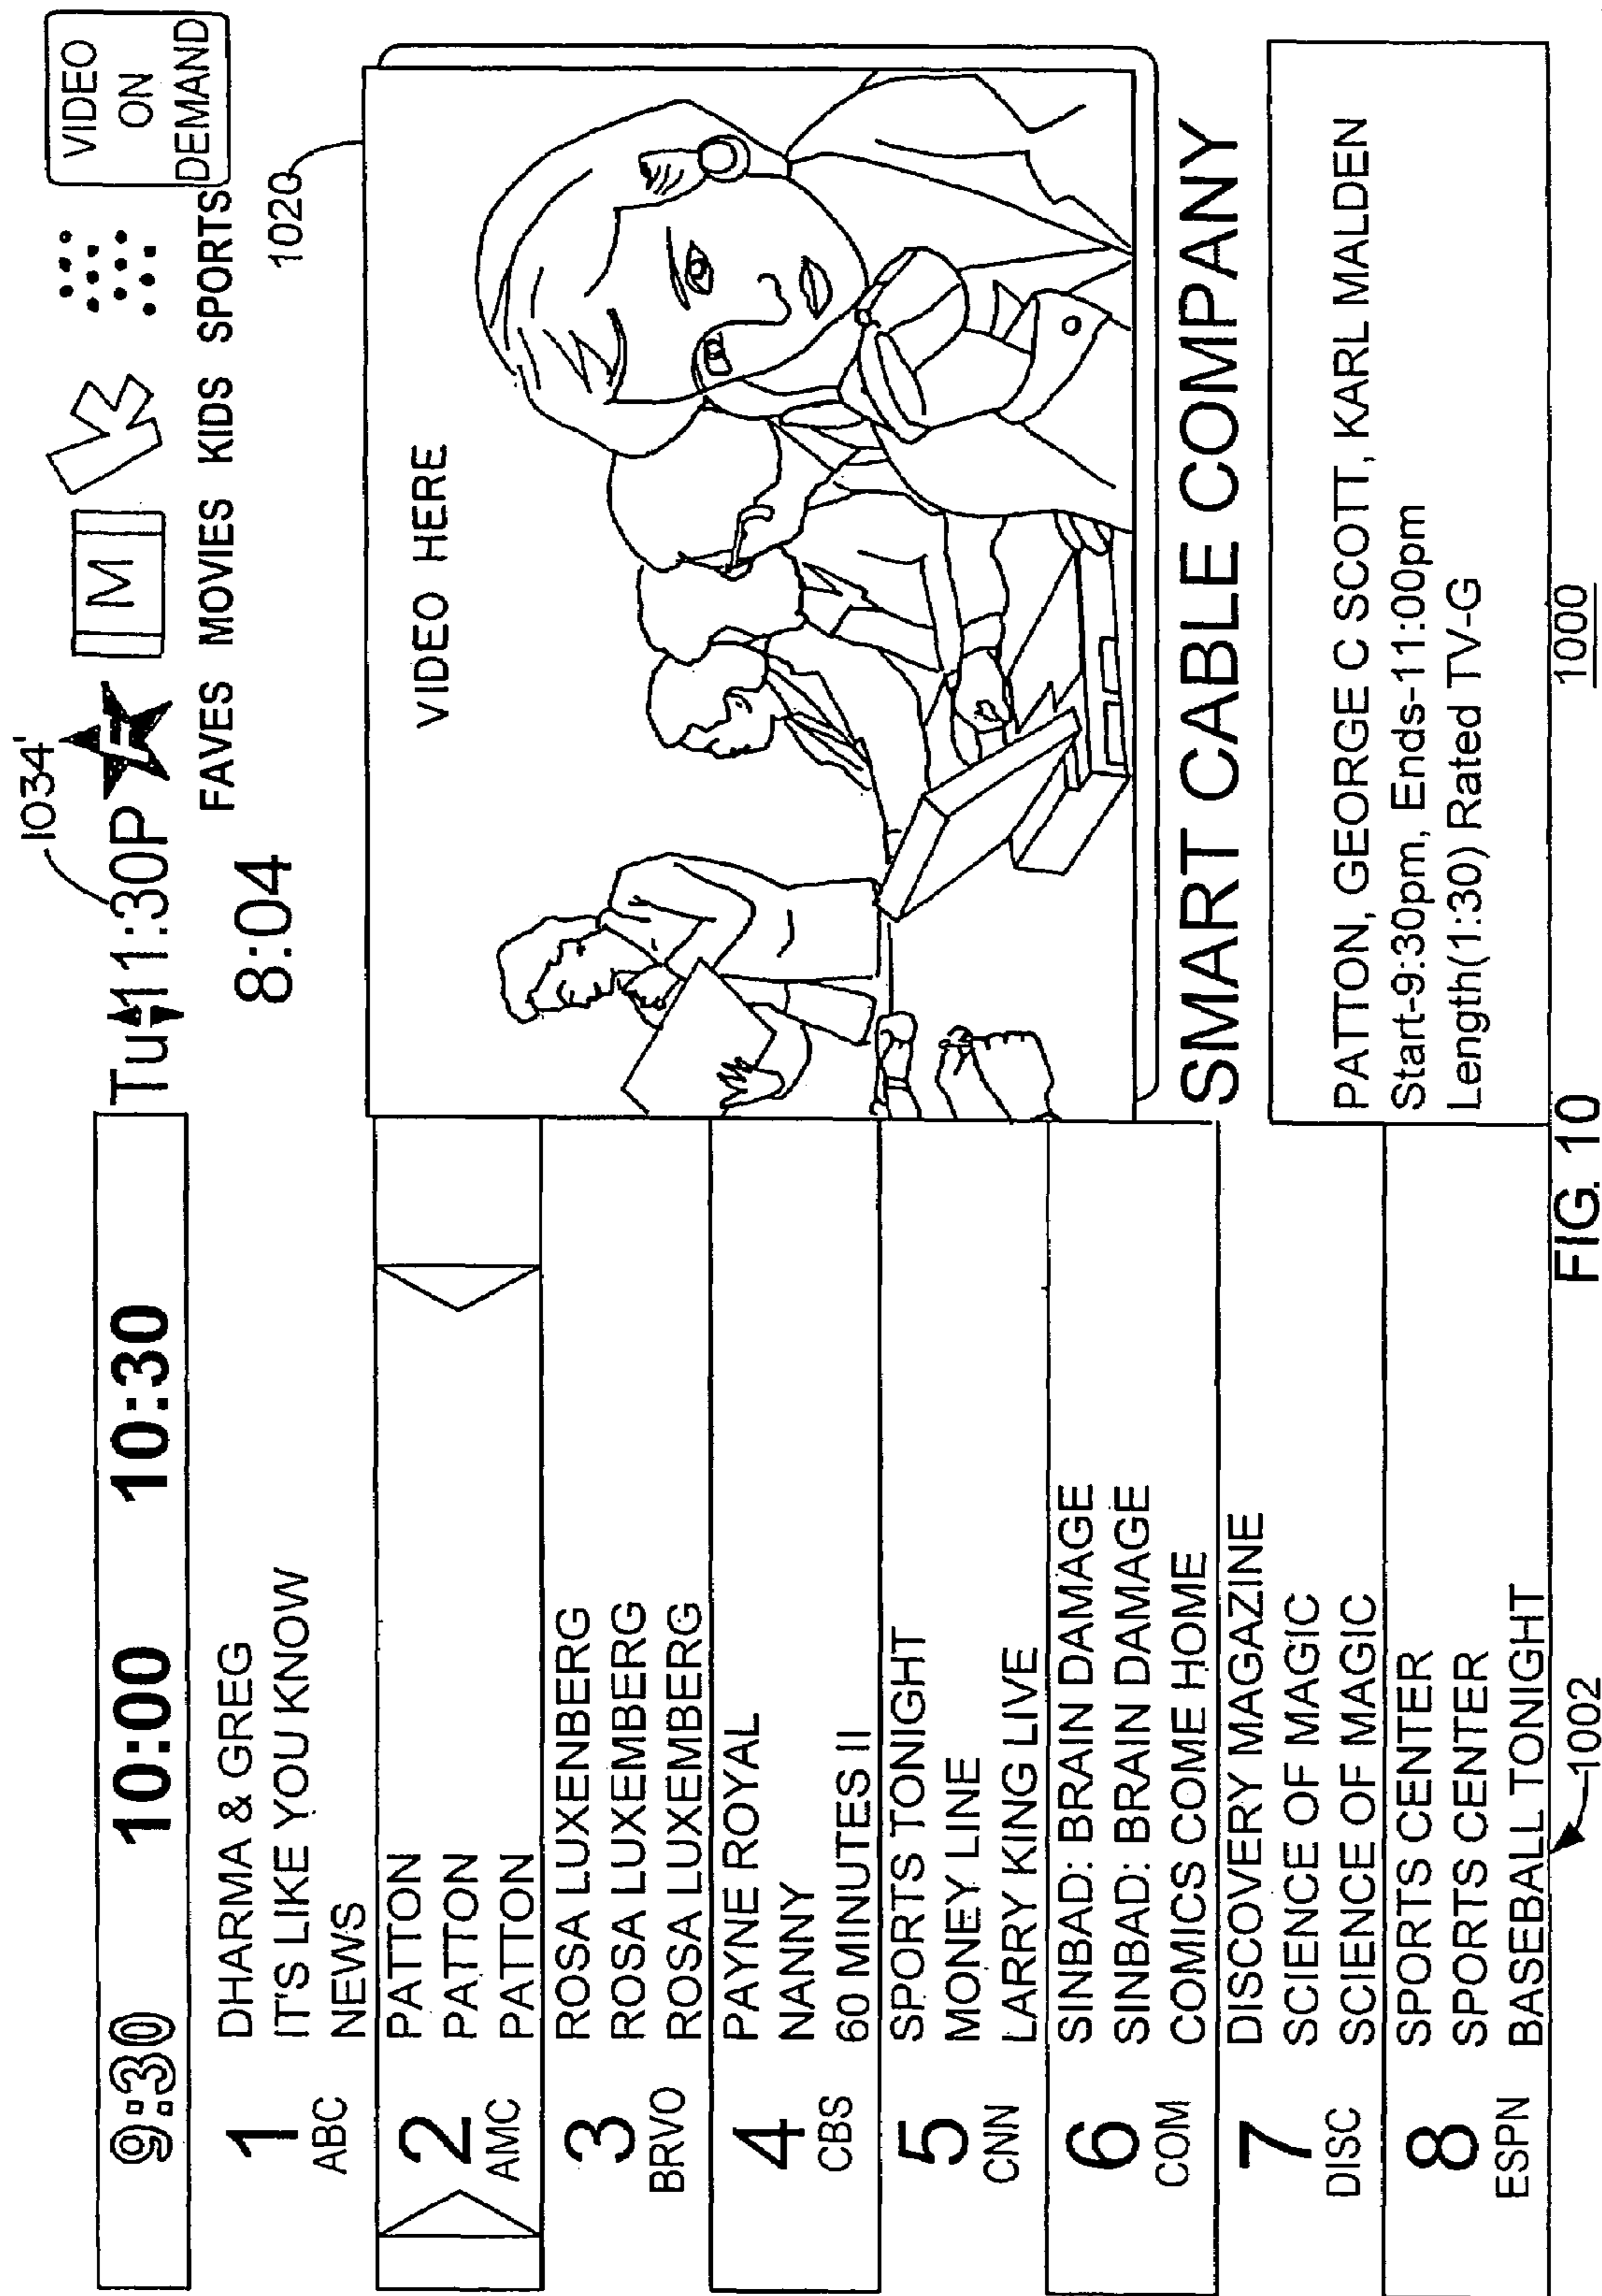 9:30 10:00 10:30
Tu 11:30P
1034'
F
M
FAVES MOVIES KIDS SPORTS
VIDEO
ON
DEMAND
8:04
1020
1
ABC
DHARMA & GREG
IT'S LIKE YOU KNOW
NEWS
2
AMC
PATTON
PATTON
PATTON
3
BRVO
ROSA LUXENBERG
ROSA LUXEMBERG
ROSA LUXEMBERG
4
CBS
PAYNE ROYAL
NANNY
60 MINUTES II
5
CNN
SPORTS TONIGHT
MONEY LINE
LARRY KING LIVE
6
COM
SINBAD: BRAIN DAMAGE
SINBAD: BRAIN DAMAGE
COMICS COME HOME
7
DISC
DISCOVERY MAGAZINE
SCIENCE OF MAGIC
SCIENCE OF MAGIC
8
ESPN
SPORTS CENTER
SPORTS CENTER
BASEBALL TONIGHT
VIDEO HERE
SMART CABLE COMPANY
PATTON, GEORGE C SCOTT, KARL MALDEN
Start-9:30pm, Ends-11:00pm
Length(1:30) Rated TV-G
1002
FIG. 10
1000